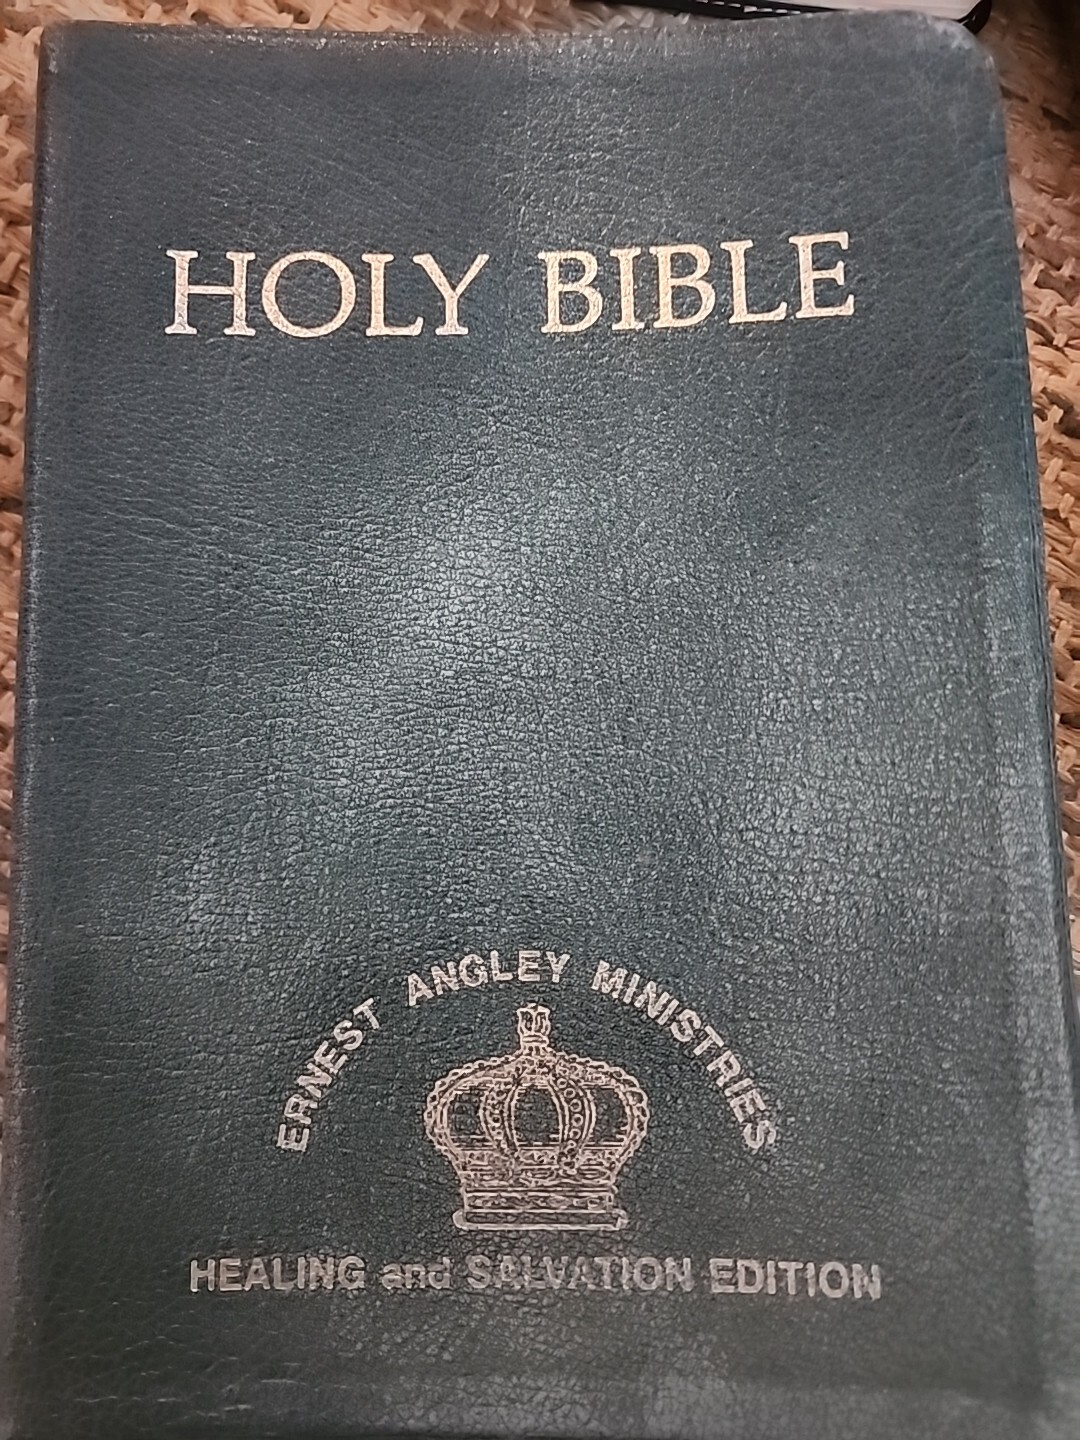 HOLY BIBLE
ERNEST ANGLEY MINISTRIES
HEALING and SALVATION EDITION